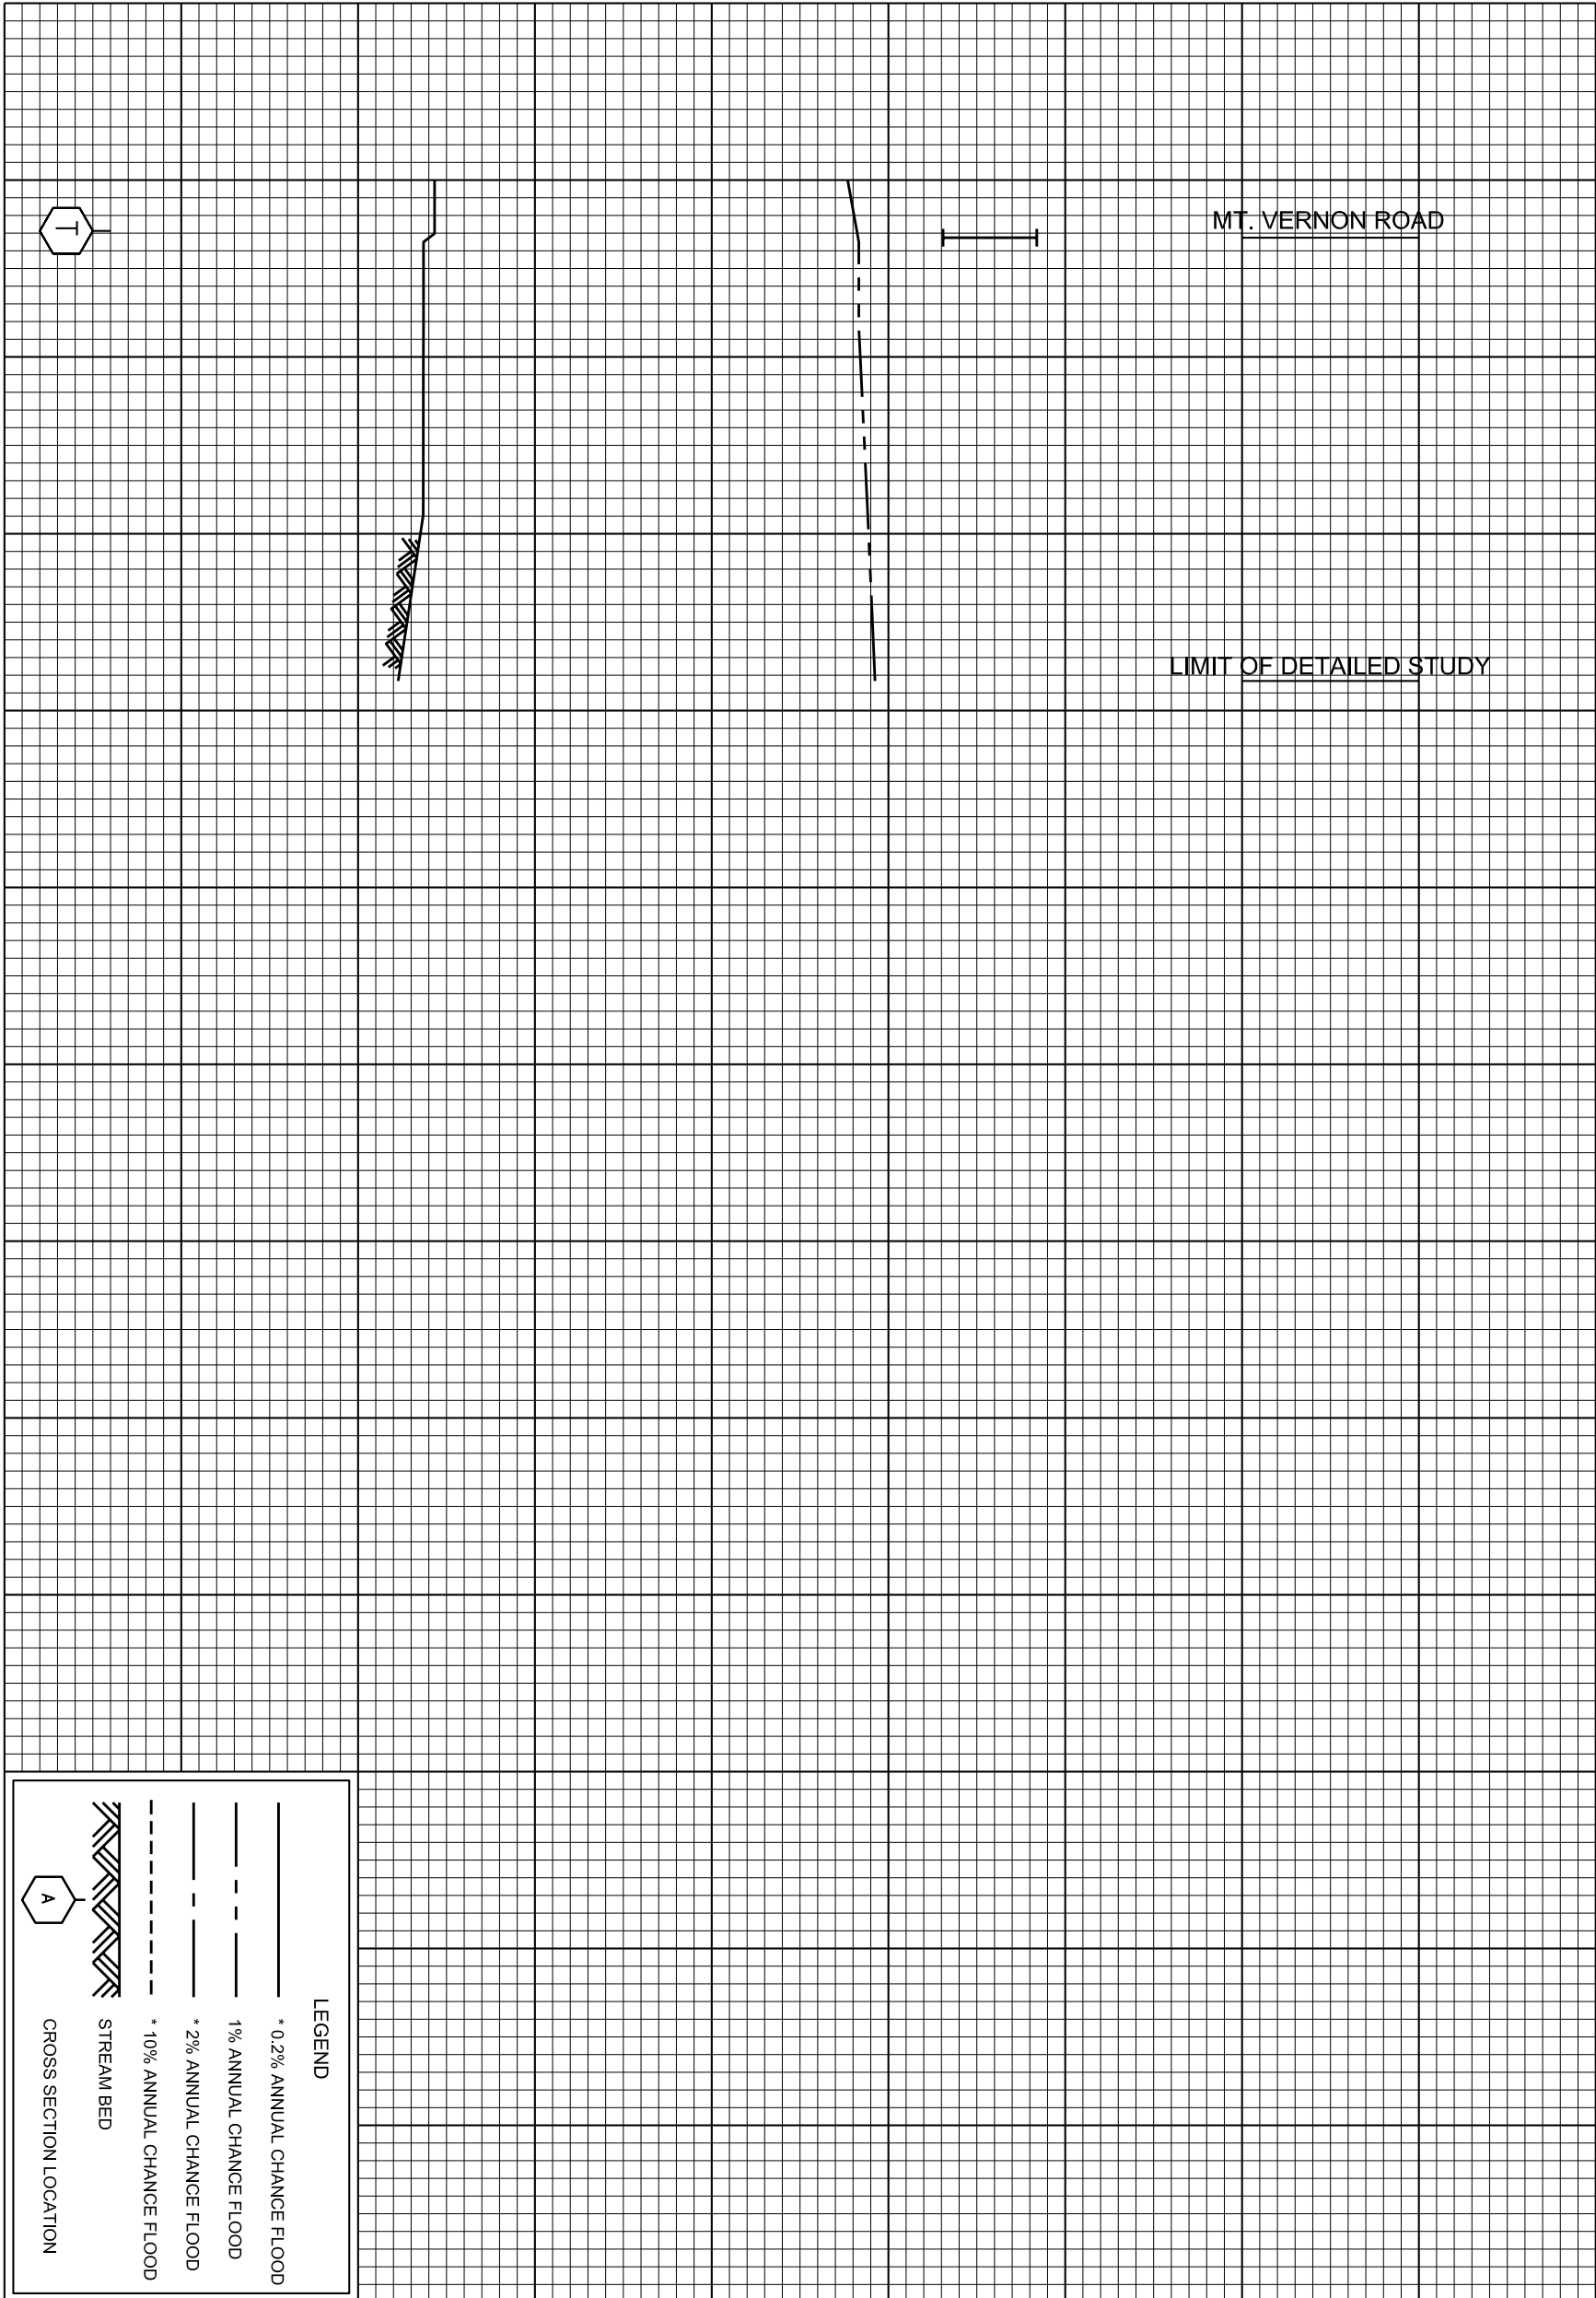 MT. VERNON ROAD
LIMIT OF DETAILED STUDY
T
LEGEND
* 0.2% ANNUAL CHANCE FLOOD
1% ANNUAL CHANCE FLOOD
* 2% ANNUAL CHANCE FLOOD
* 10% ANNUAL CHANCE FLOOD
STREAM BED
A
CROSS SECTION LOCATION